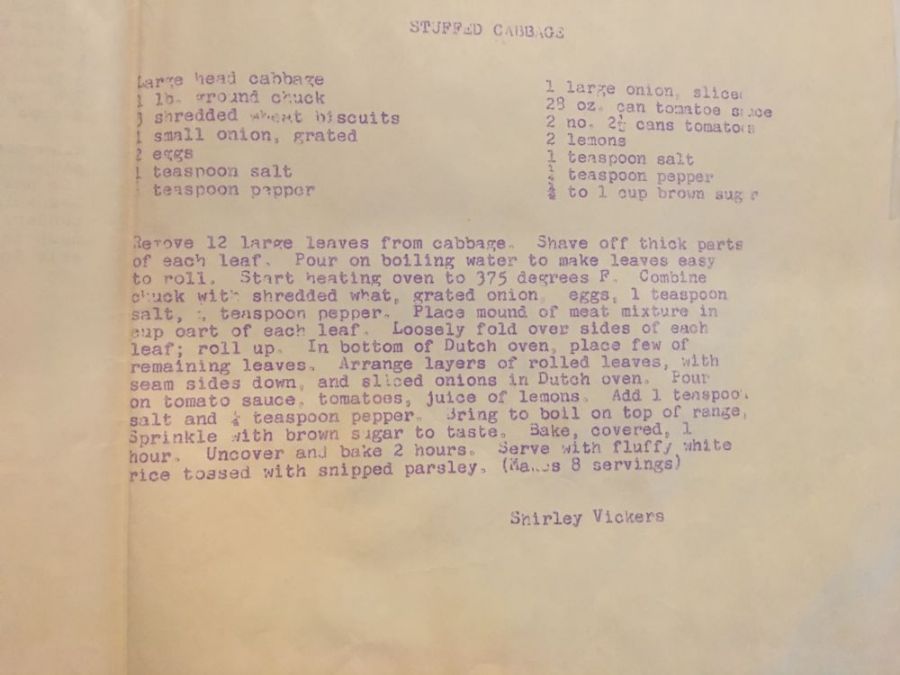 STUFFED CABBAGE
Large head cabbage
1 lb. ground chuck
3 shredded wheat biscuits
1 small onion, grated
2 eggs
1 teaspoon salt
teaspoon pepper
1 large onion, sliced
28 oz. can tomatoe sauce
2 no. 2½ cans tomatoes
2 lemons
1 teaspoon salt
¼ teaspoon pepper
to 1 cup brown sugar
Remove 12 large leaves from cabbage. Shave off thick parts
of each leaf. Pour on boiling water to make leaves easy
to roll. Start heating oven to 375 degrees F. Combine
chuck with shredded what, grated onion, eggs, 1 teaspoon
salt, teaspoon pepper. Place mound of meat mixture in
cup part of each leaf. Loosely fold over sides of each
leaf; roll up. In bottom of Dutch oven, place few of
remaining leaves. Arrange layers of rolled leaves, with
seam sides down, and sliced onions in Dutch oven. Pour
on tomato sauce, tomatoes, juice of lemons. Add 1 teaspoon
salt and ¼ teaspoon pepper. Bring to boil on top of range,
Sprinkle with brown sugar to taste. Bake, covered, 1
hour. Uncover and bake 2 hours. Serve with fluffy white
rice tossed with snipped parsley. (Makes 8 servings)
Shirley Vickers